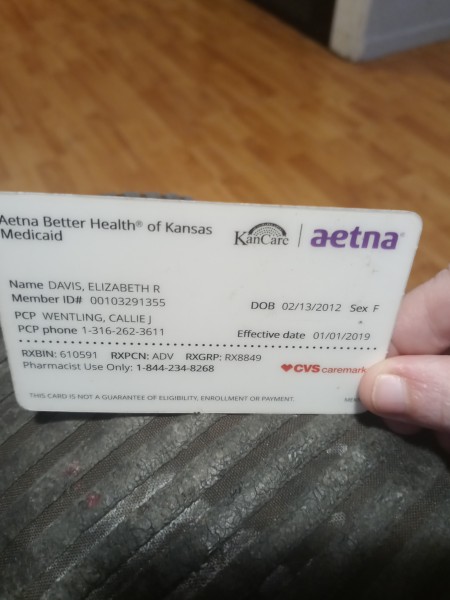 Aetna Better Health® of Kansas
Medicaid
KanCare | aetna®
Name DAVIS, ELIZABETH R
Member ID# 00103291355
DOB 02/13/2012 Sex F
PCP WENTLING, CALLIE J
PCP phone 1-316-262-3611
Effective date 01/01/2019
RXBIN: 610591 RXPCN: ADV RXGRP: RX8849
Pharmacist Use Only: 1-844-234-8268
CVS caremark
THIS CARD IS NOT A GUARANTEE OF ELIGIBILITY, ENROLLMENT OR PAYMENT.